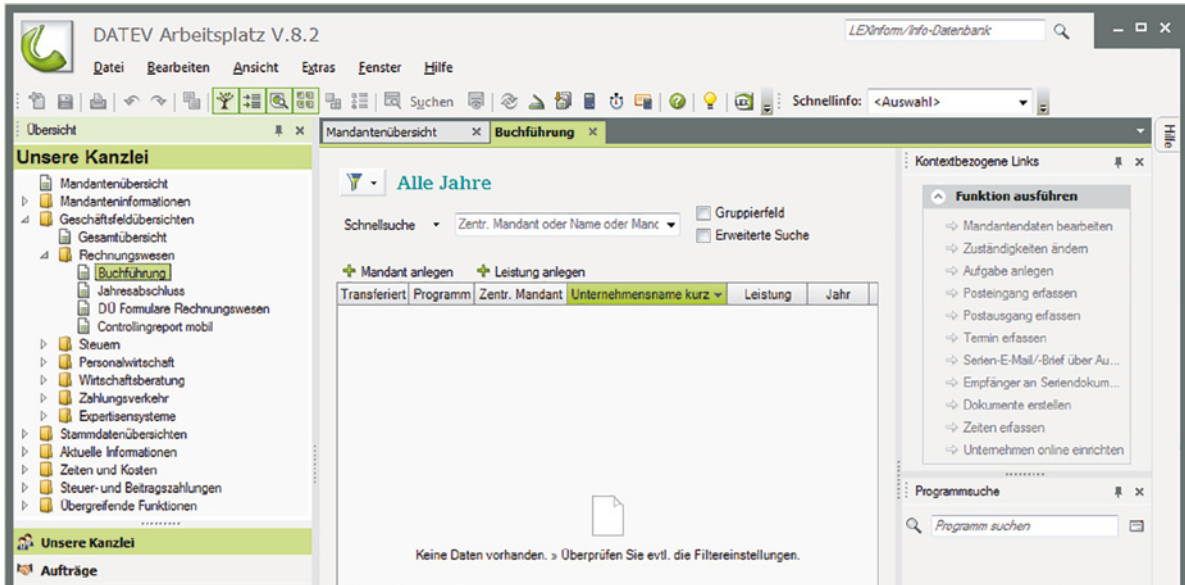 DATEV Arbeitsplatz V.8.2
LEXinform/Info-Datenbank
Datei Bearbeiten Ansicht Extras Fenster Hilfe
Suchen Schnellinfo: <Auswahl>
Übersicht
Unsere Kanzlei
Mandantenübersicht
Mandanteninformationen
Geschäftsfeldübersichten
Gesamtübersicht
Rechnungswesen
Buchführung
Jahresabschluss
DÜ Formulare Rechnungswesen
Controllingreport mobil
Steuern
Personalwirtschaft
Wirtschaftsberatung
Zahlungsverkehr
Expertisensysteme
Stammdatenübersichten
Aktuelle Informationen
Zeiten und Kosten
Steuer- und Beitragszahlungen
Übergreifende Funktionen
Unsere Kanzlei
Aufträge
Mandantenübersicht Buchführung
Alle Jahre
Schnellsuche Zentr. Mandant oder Name oder Manc
Gruppierfeld
Erweiterte Suche
Mandant anlegen Leistung anlegen
Transferiert Programm Zentr. Mandant Unternehmensname kurz Leistung Jahr
Keine Daten vorhanden. » Überprüfen Sie evtl. die Filtereinstellungen.
Hilfe
Kontextbezogene Links
Funktion ausführen
Mandantendaten bearbeiten
Zuständigkeiten ändern
Aufgabe anlegen
Posteingang erfassen
Postausgang erfassen
Termin erfassen
Serien-E-Mail/-Brief über Au...
Empfänger an Seriendokum...
Dokumente erstellen
Zeiten erfassen
Unternehmen online einrichten
Programmsuche
Programm suchen